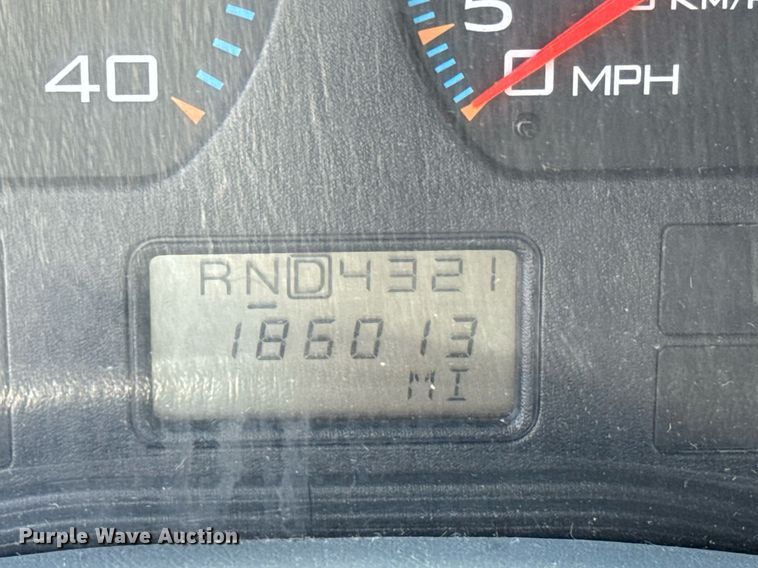 40
5
0 MPH
KM/H
RND4321
186013
MI
Purple Wave Auction